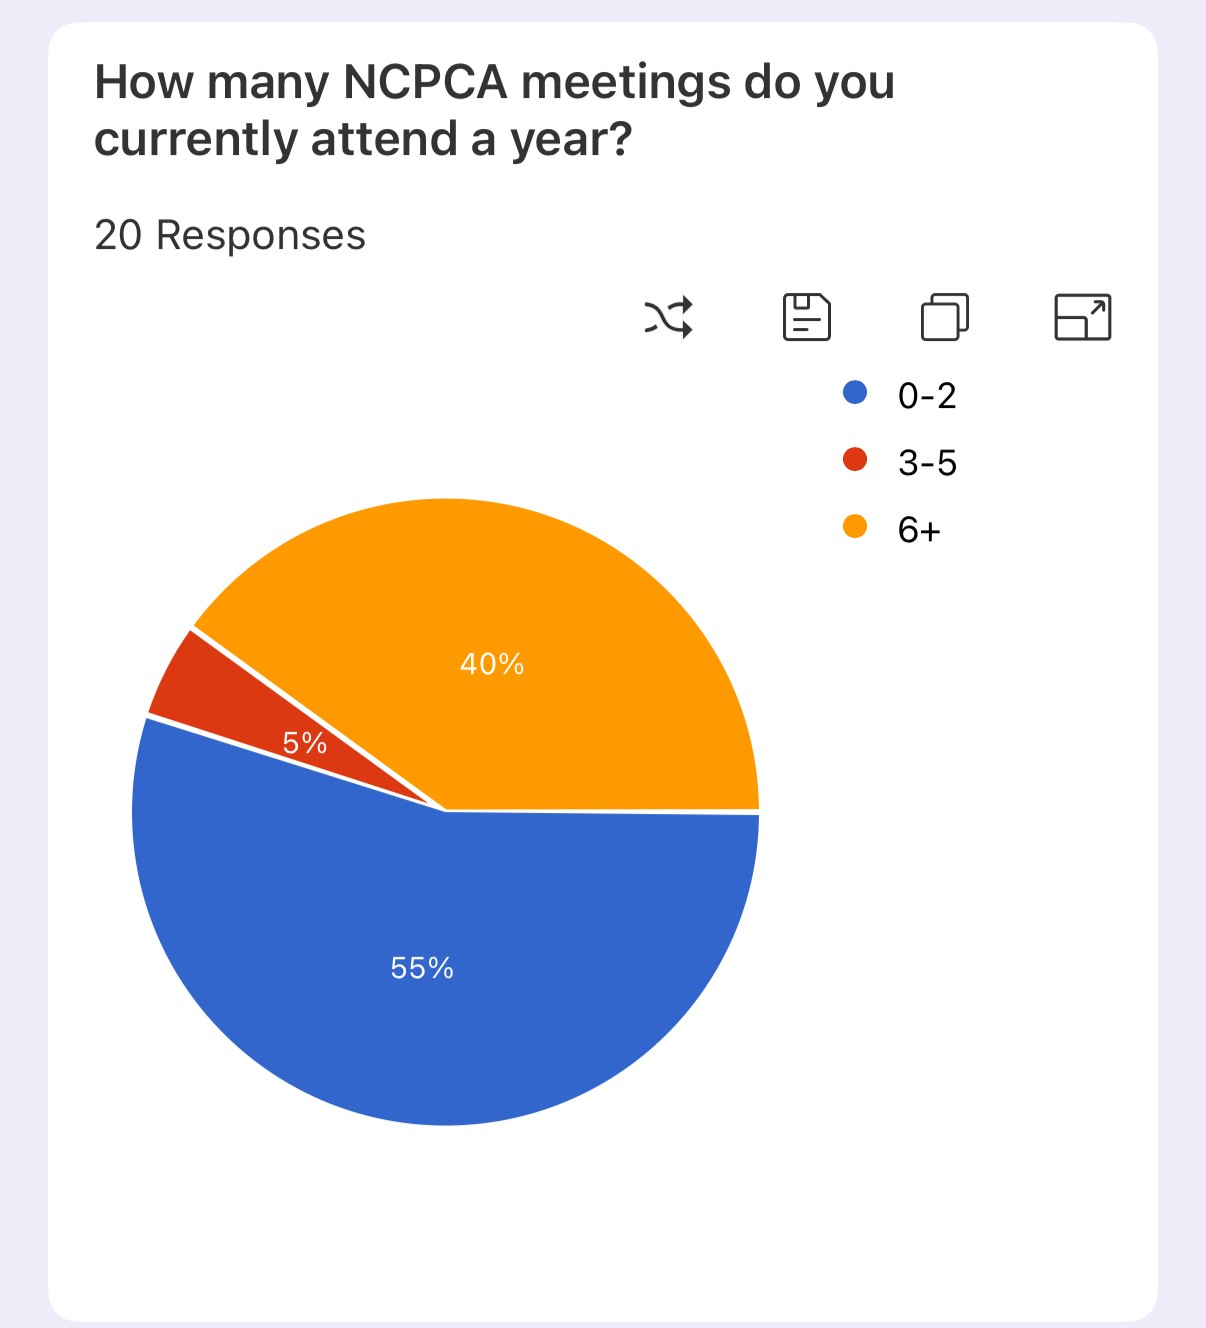 How many NCPCA meetings do you
currently attend a year?
20 Responses
0-2
3-5
6+
40%
5%
55%